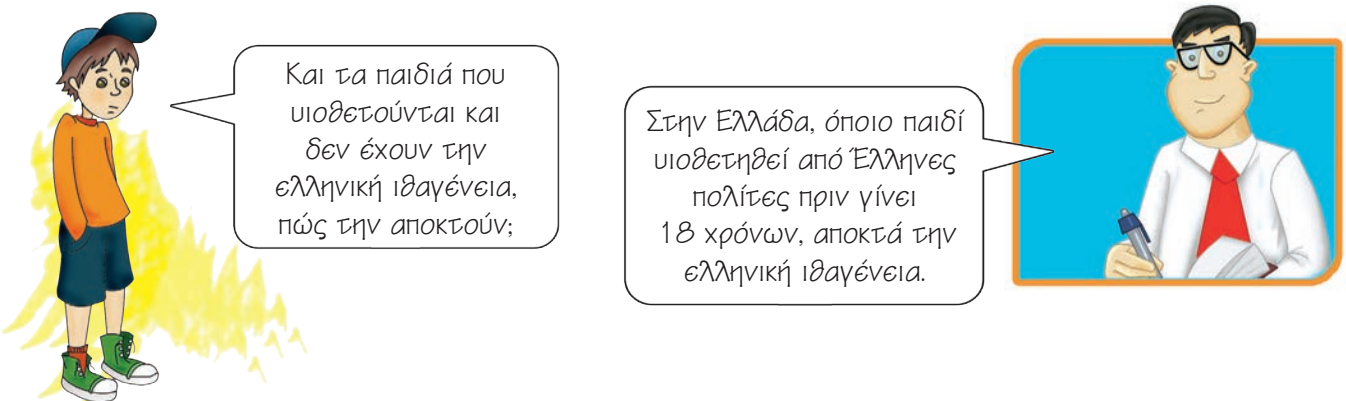 Και τα παιδιά που
υιοθετούνται και
δεν έχουν την
ελληνική ιθαγένεια,
πώς την αποκτούν;
Στην Ελλάδα, όποιο παιδί
υιοθετηθεί από Έλληνες
πολίτες πριν γίνει
18 χρόνων, αποκτά την
ελληνική ιθαγένεια.